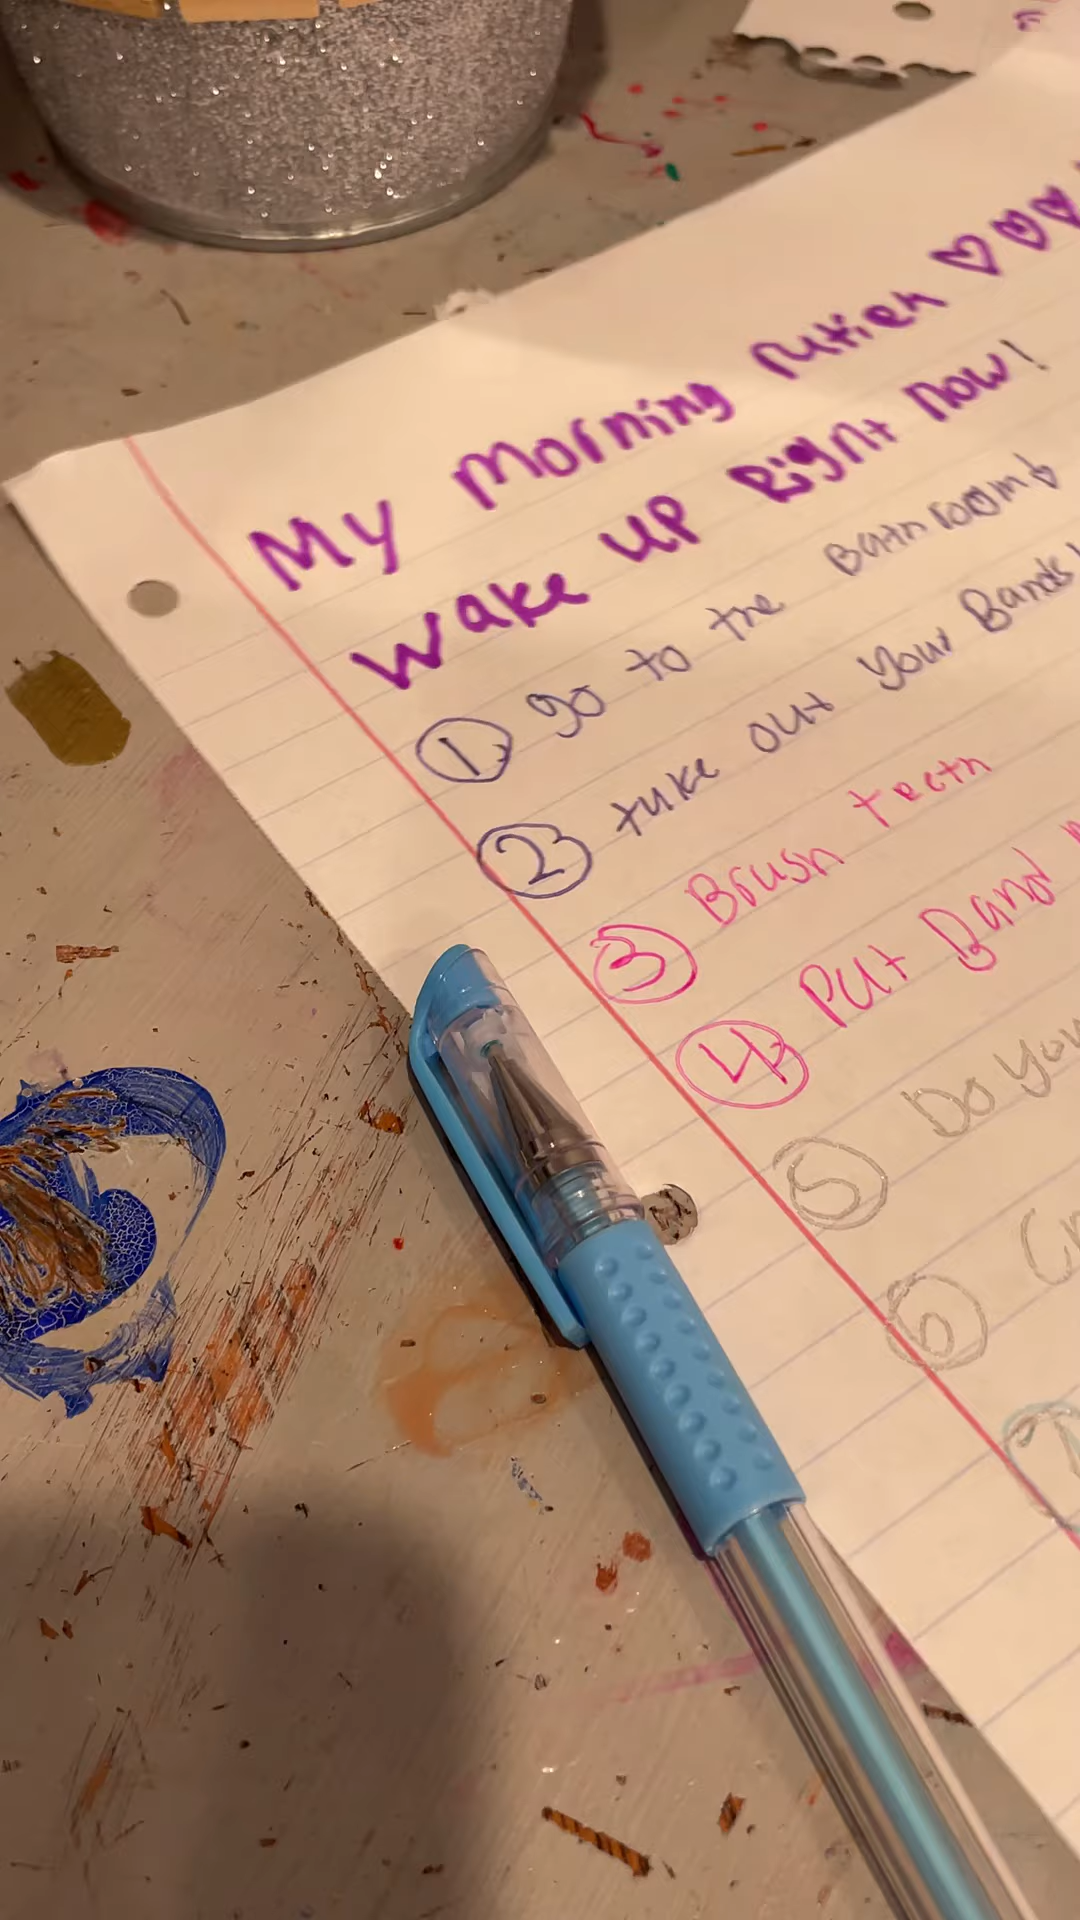 My morning rutien ♡♡♡
wake up Right now!
1 go to the Bathroom
2 take out your Bands
3 Brush teeth
4 Put Band
5 Do
6